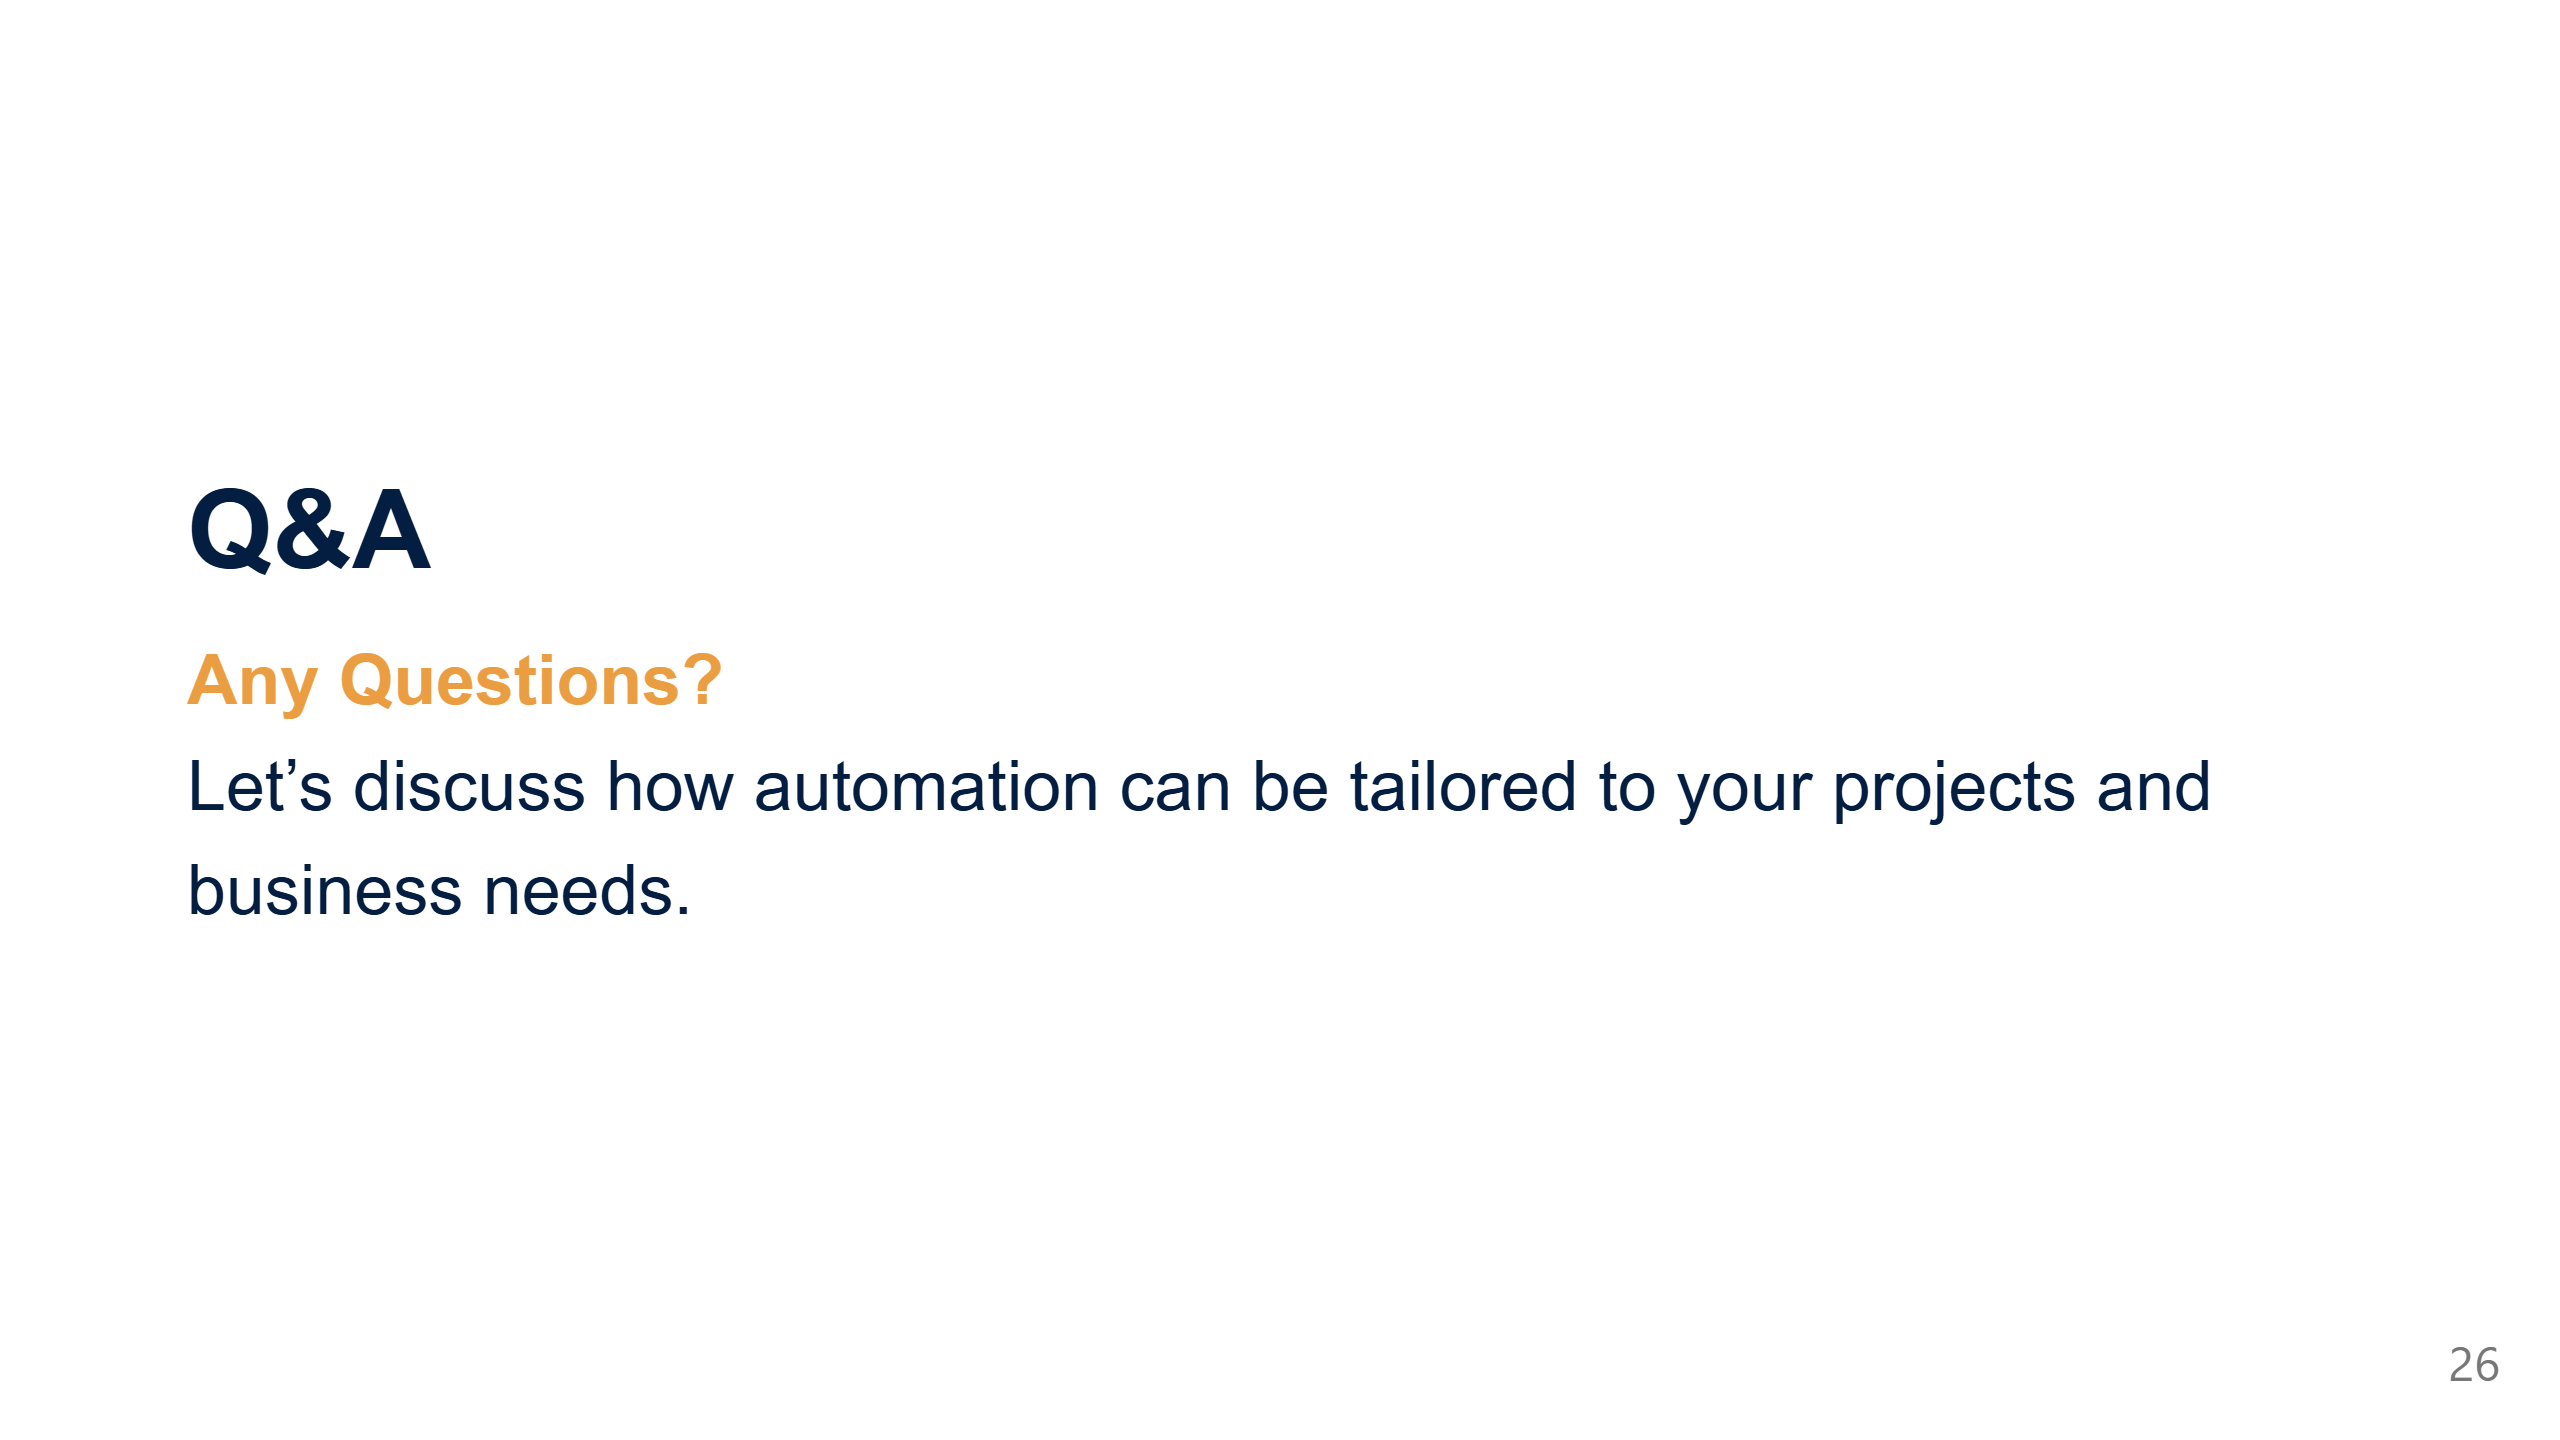 Q&A
Any Questions?
Let’s discuss how automation can be tailored to your projects and
business needs.
26